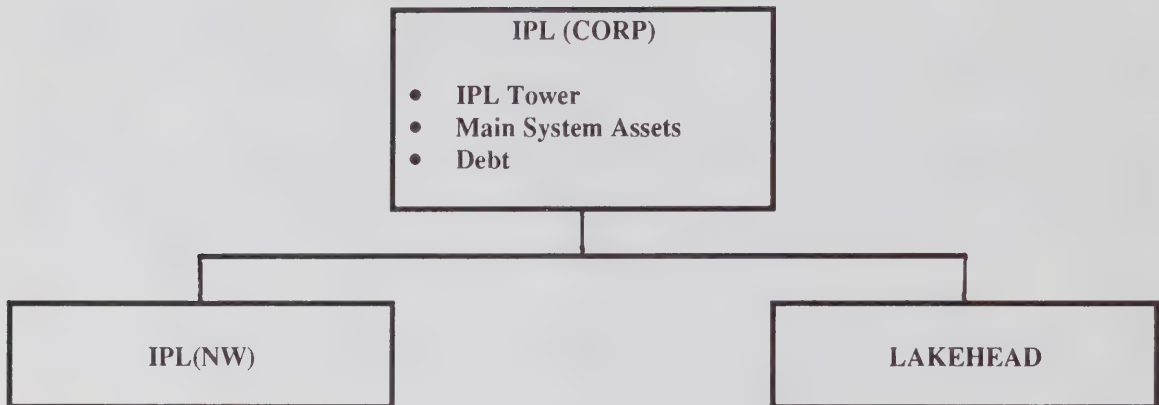 IPL (CORP)
• IPL Tower
• Main System Assets
• Debt
IPL(NW)
LAKEHEAD